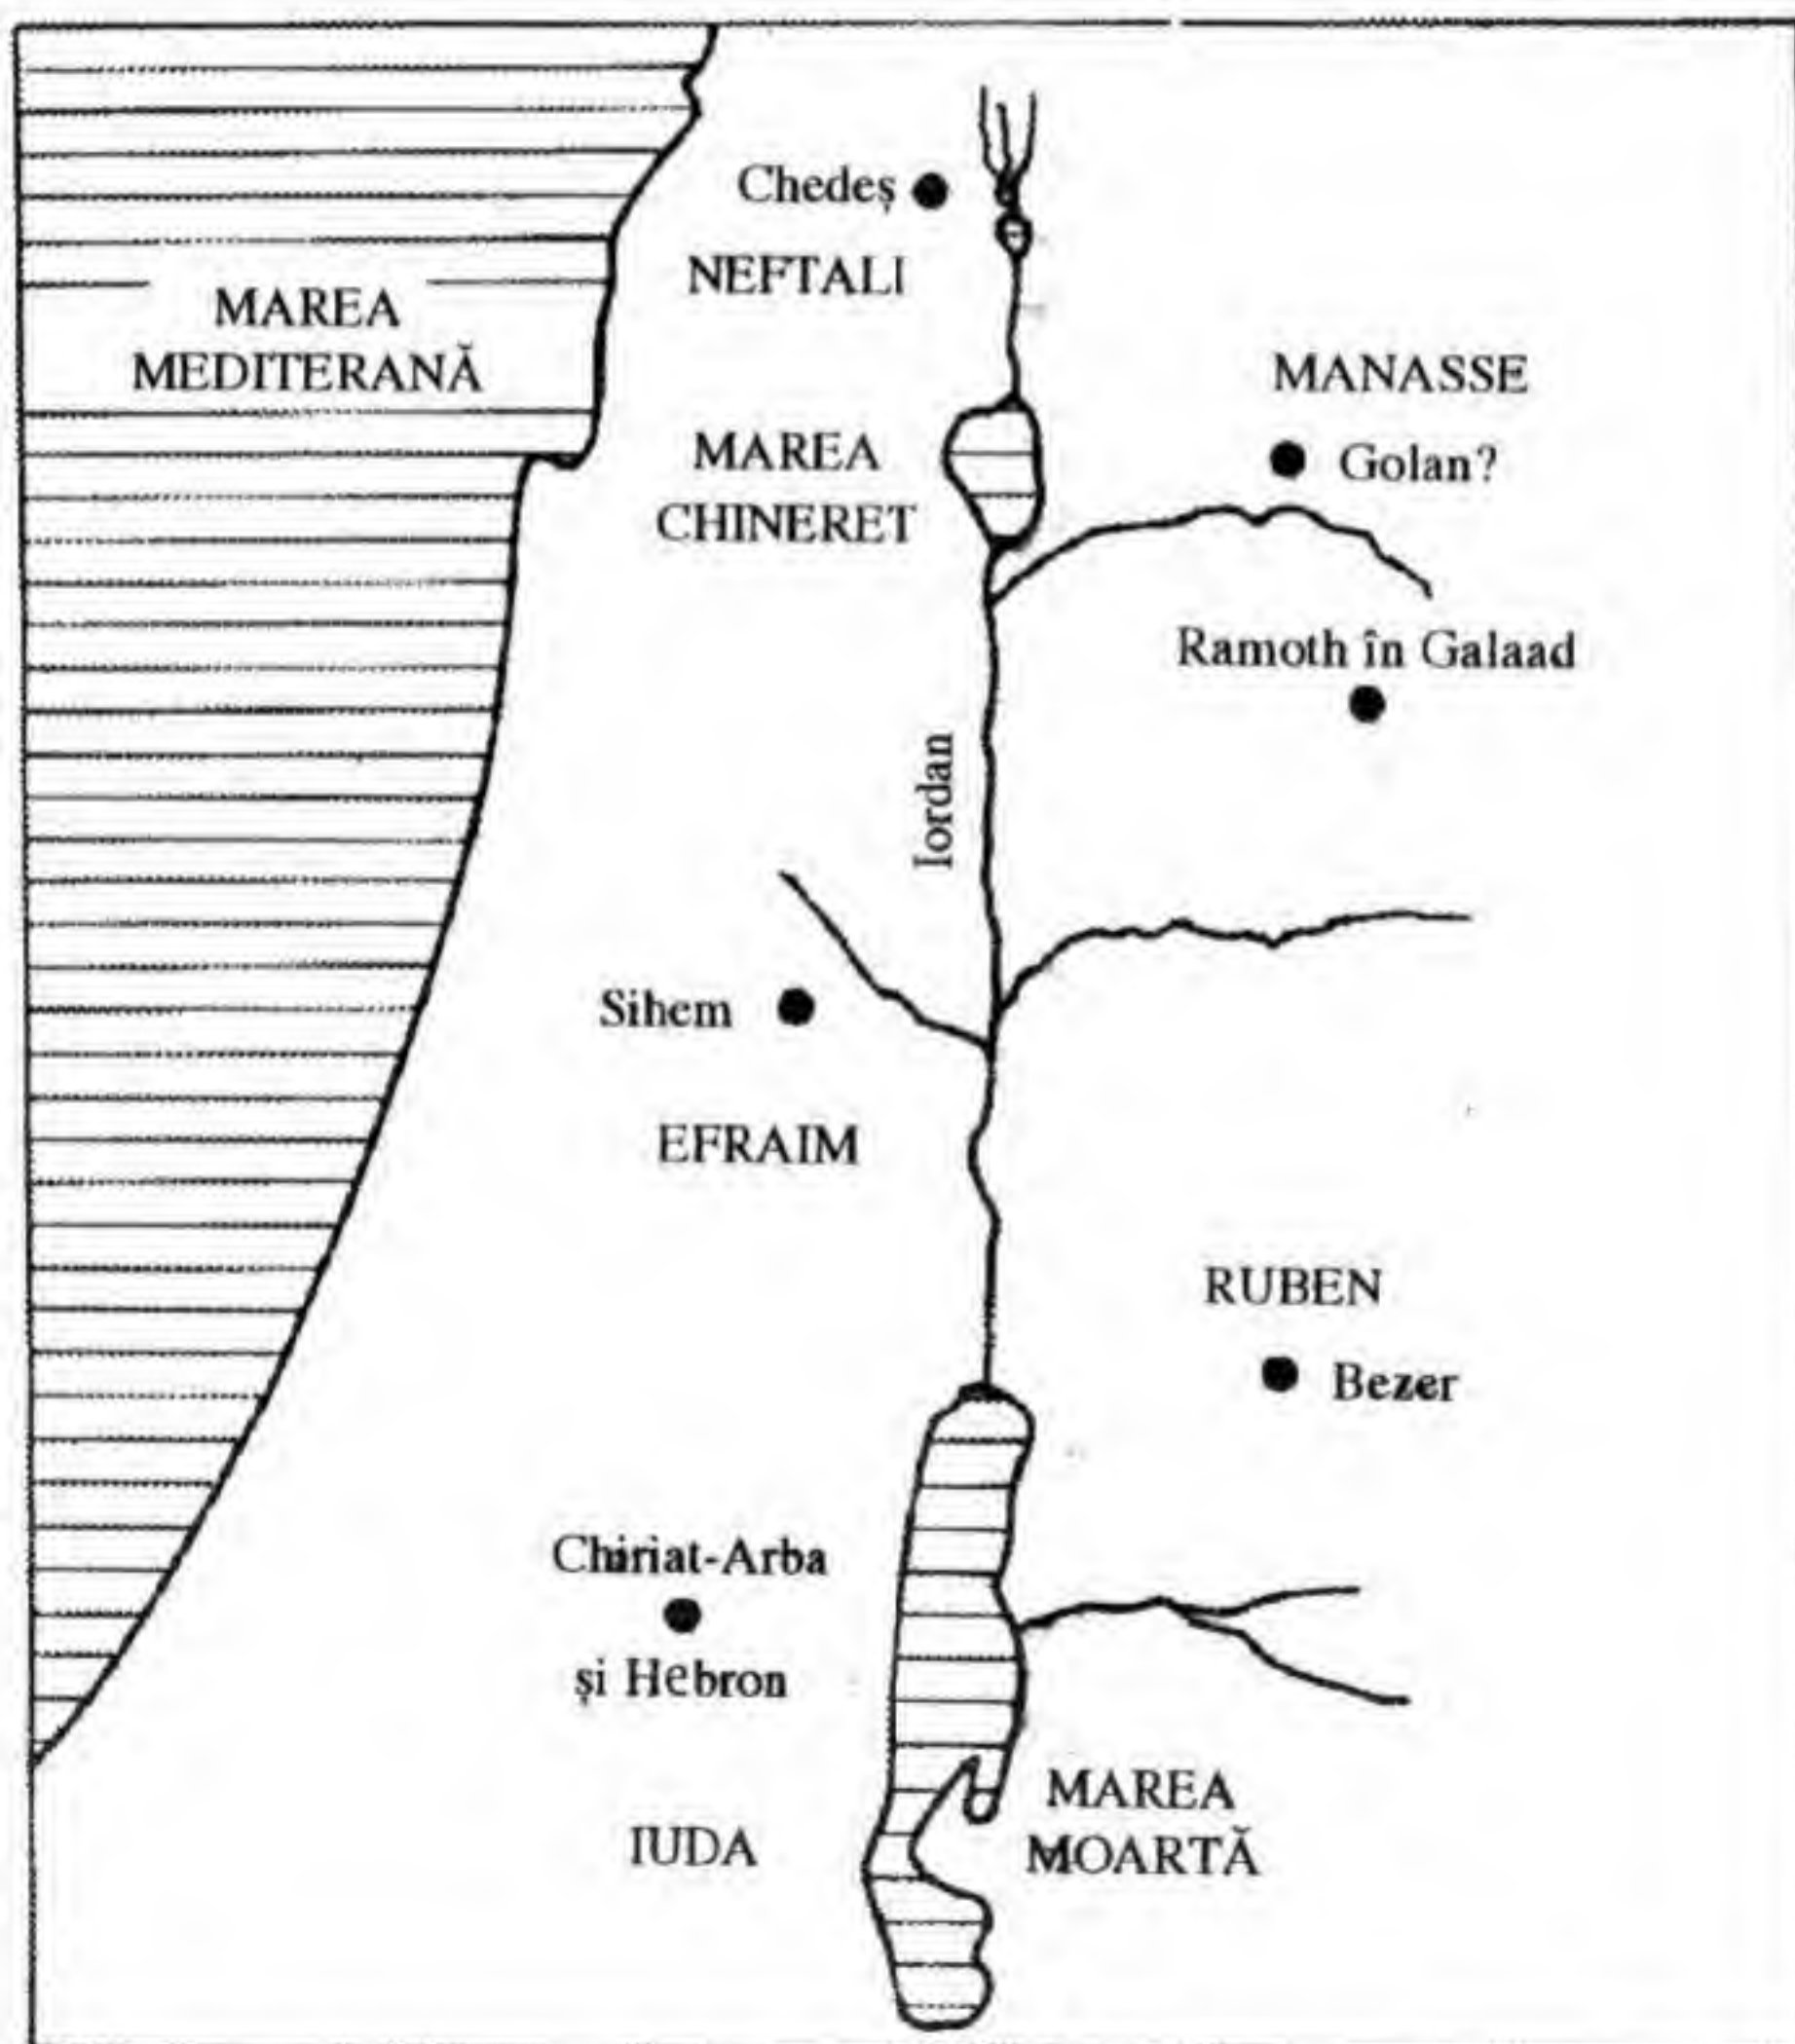 Chedeș
NEFTALI
MAREA
MEDITERANĂ
MANASSE
MAREA
CHINERET
Golan?
Ramoth în Galaad
Iordan
Sihem
EFRAIM
RUBEN
Bezer
Chiriat-Arba
și Hebron
MAREA
MOARTĂ
IUDA